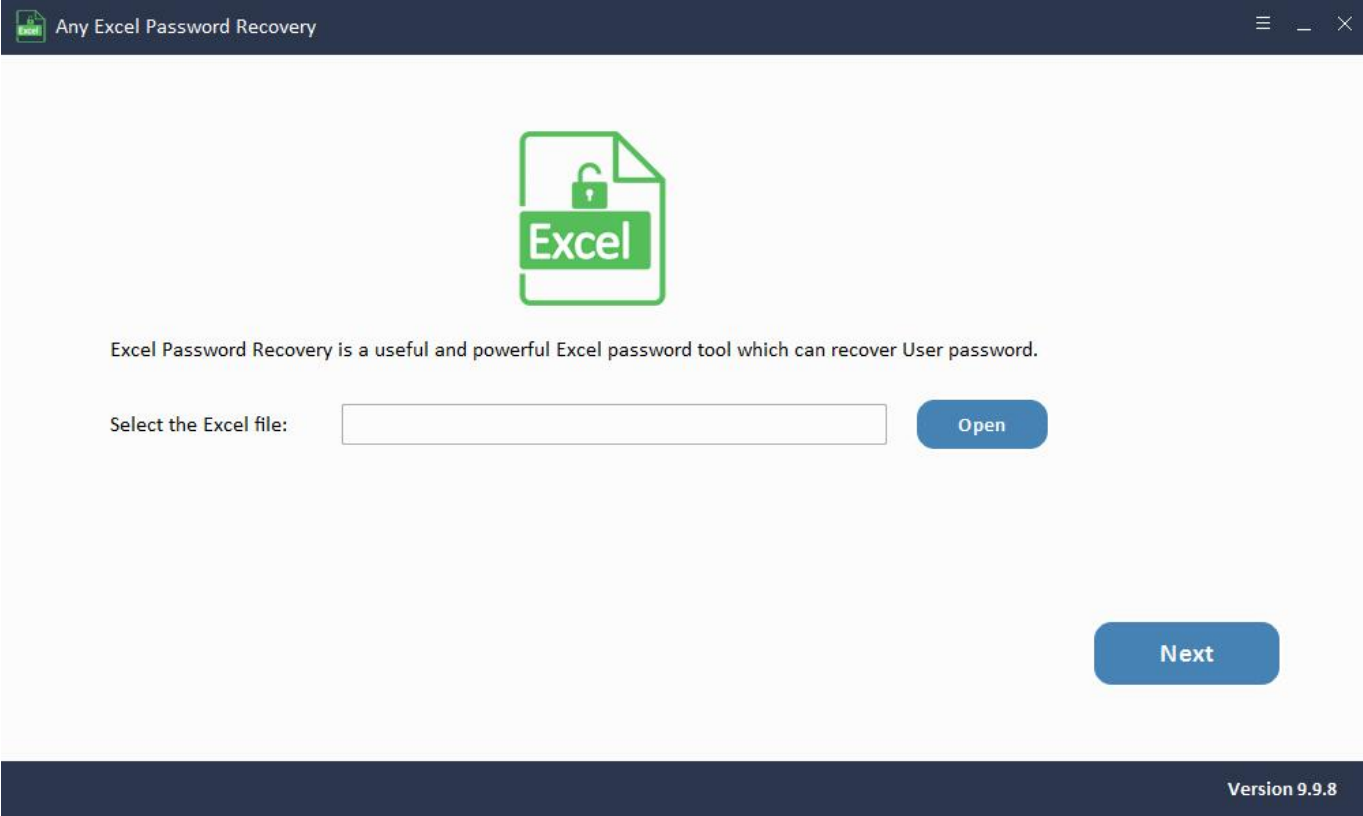 Excel
Any Excel Password Recovery
Excel
Excel Password Recovery is a useful and powerful Excel password tool which can recover User password.
Select the Excel file:
Open
Next
Version 9.9.8